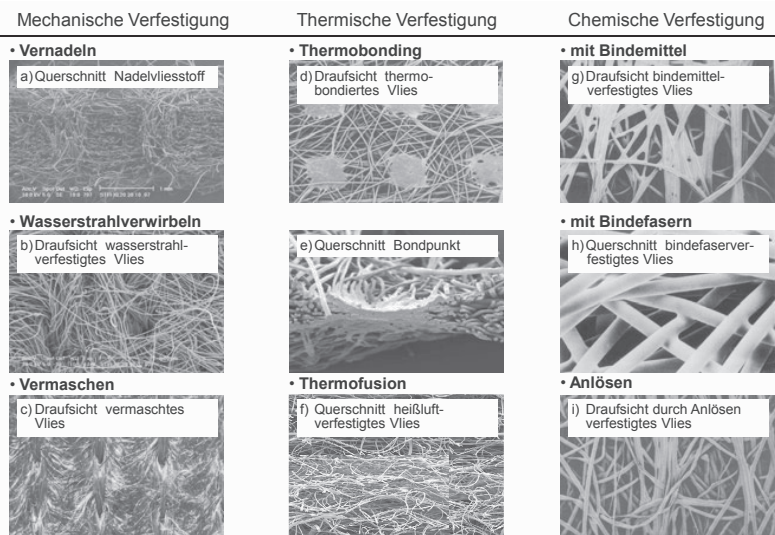 Mechanische Verfestigung
Thermische Verfestigung
Chemische Verfestigung
• Vernadeln
a) Querschnitt Nadelvliesstoff
• Wasserstrahlverwirbeln
b) Draufsicht wasserstrahl-
verfestigtes Vlies
• Vermaschen
c) Draufsicht vermaschtes
Vlies
• Thermobonding
d) Draufsicht thermo-
bondiertes Vlies
e) Querschnitt Bondpunkt
• Thermofusion
f) Querschnitt heißluft-
verfestigtes Vlies
• mit Bindemittel
g) Draufsicht bindemittel-
verfestigtes Vlies
• mit Bindefasern
h) Querschnitt bindefaserver-
festigtes Vlies
• Anlösen
i) Draufsicht durch Anlösen
verfestigtes Vlies